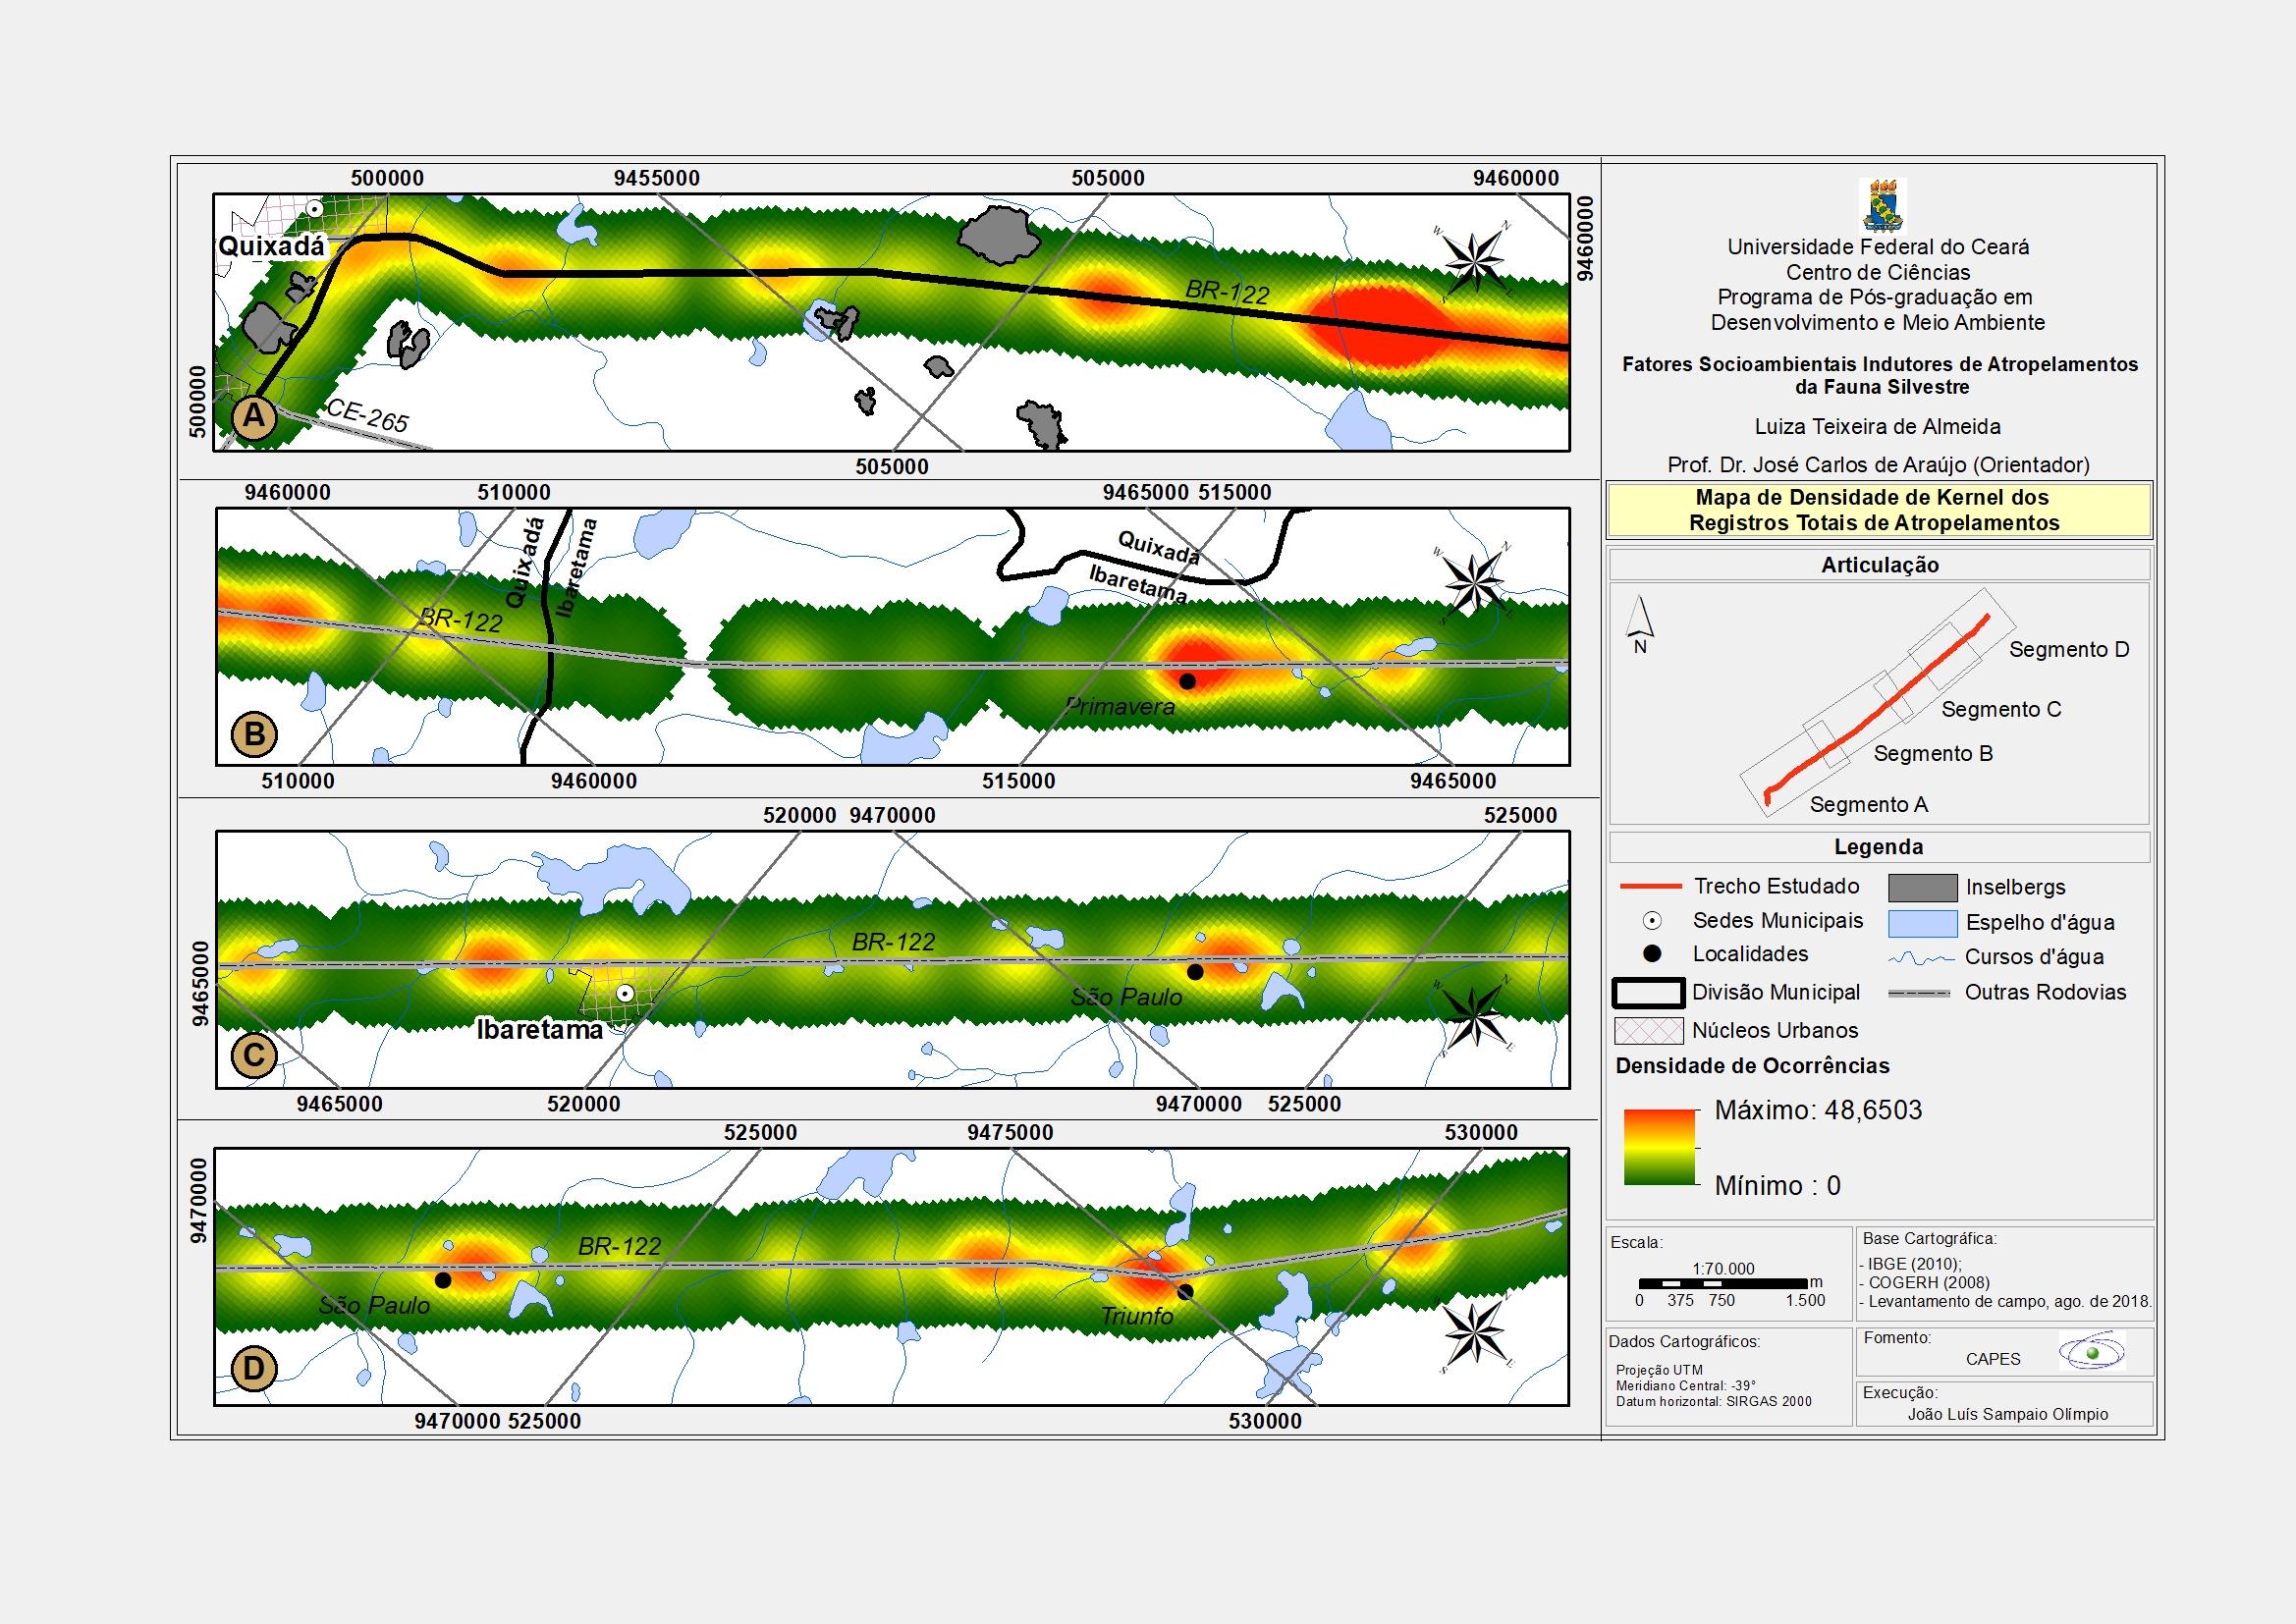 500000 9455000 505000 9460000
9460000
Quixadá
BR-122
500000
CE-265
A
505000
9460000 510000 9465000 515000
Quixadá
Ibaretama
Quixadá
Ibaretama
W N
S E
BR-122
Primavera
B
510000 9460000 515000 9465000
520000 9470000 525000
9465000
BR-122
São Paulo
Ibaretama
W N
S E
C
9465000 520000 9470000 525000
525000 9475000 530000
9470000
BR-122
São Paulo
Triunfo
D
9470000 525000 530000
Universidade Federal do Ceará
Centro de Ciências
Programa de Pós-graduação em
Desenvolvimento e Meio Ambiente
Fatores Socioambientais Indutores de Atropelamentos
da Fauna Silvestre
Luiza Teixeira de Almeida
Prof. Dr. José Carlos de Araújo (Orientador)
Mapa de Densidade de Kernel dos
Registros Totais de Atropelamentos
Articulação
N
Segmento D
Segmento C
Segmento B
Segmento A
Legenda
Trecho Estudado Inselbergs
Sedes Municipais Espelho d'água
Localidades Cursos d'água
Divisão Municipal Outras Rodovias
Núcleos Urbanos
Densidade de Ocorrências
Máximo: 48,6503
Mínimo : 0
Escala:
1:70.000
m
0 375 750 1.500
Base Cartográfica:
- IBGE (2010);
- COGERH (2008)
- Levantamento de campo, ago. de 2018.
Dados Cartográficos:
Projeção UTM
Meridiano Central: -39°
Datum horizontal: SIRGAS 2000
Fomento:
CAPES
Execução:
João Luís Sampaio Olímpio